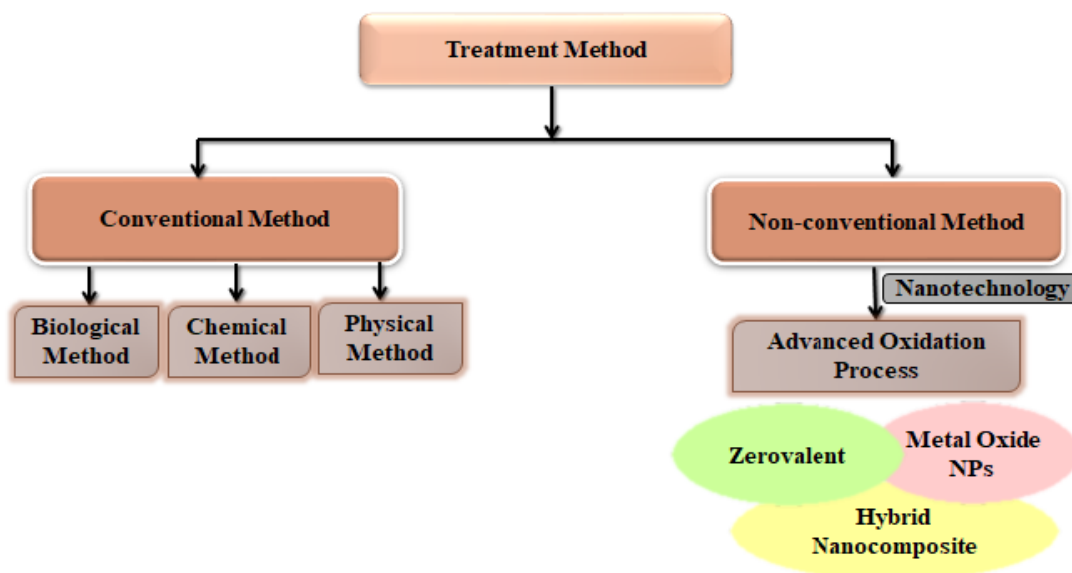 Treatment Method
Conventional Method
Non-conventional Method
Nanotechnology
Biological
Method
Chemical
Method
Physical
Method
Advanced Oxidation
Process
Zerovalent
Metal Oxide
NPs
Hybrid
Nanocomposite